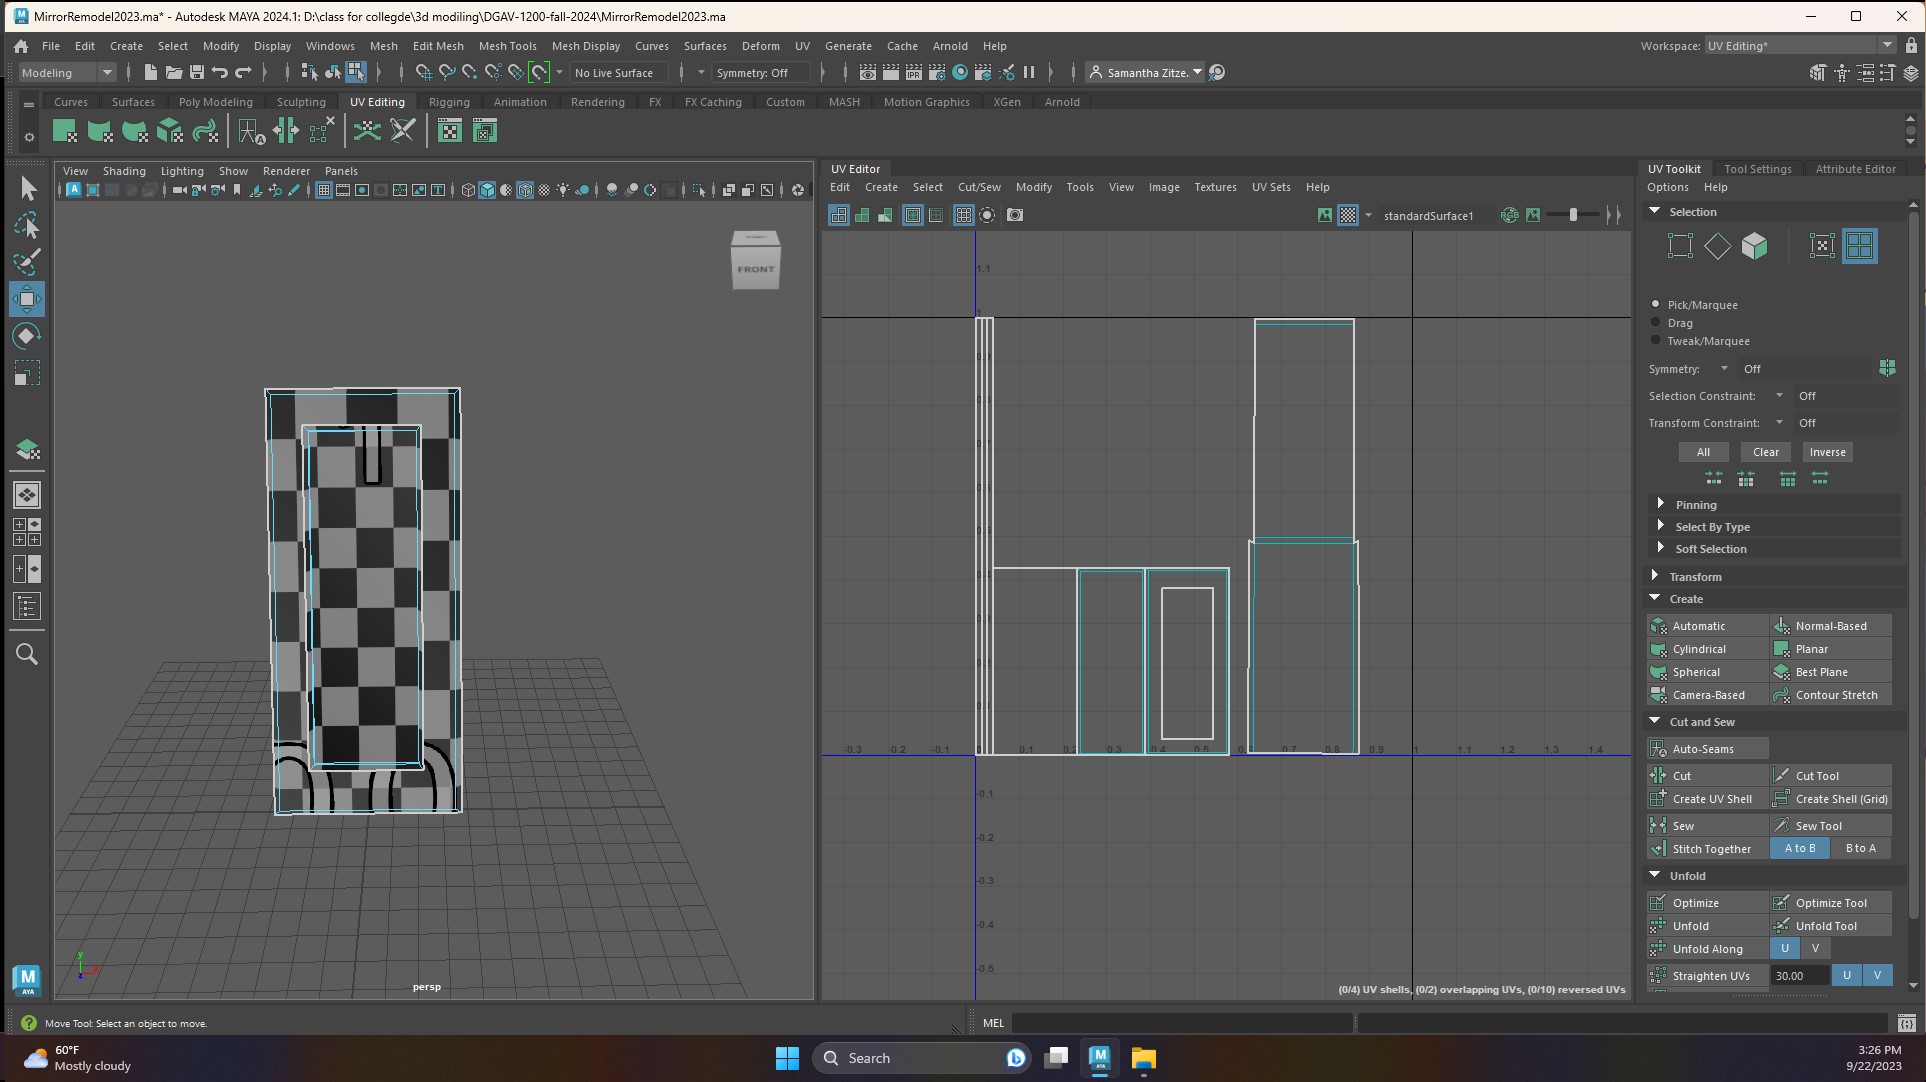 MirrorRemodel2023.ma* - Autodesk MAYA 2024.1: D:\class for collegde\3d modiling\DGAV-1200-fall-2024\MirrorRemodel2023.ma
File Edit Create Select Modify Display Windows Mesh Edit Mesh Mesh Tools Mesh Display Curves Surfaces Deform UV Generate Cache Arnold Help Workspace: UV Editing*
Modeling No Live Surface Symmetry: Off IPR Samantha Zitze.
Curves Surfaces Poly Modeling Sculpting UV Editing Rigging Animation Rendering FX FX Caching Custom MASH Motion Graphics XGen Arnold
View Shading Lighting Show Renderer Panels
UV Editor
Edit Create Select Cut/Sew Modify Tools View Image Textures UV Sets Help
standardSurface1
RGB
FRONT
1.1
-0.3 -0.2 -0.1 0 0.1 0.2 0.3 0.4 0.5 0.6 0.7 0.8 0.9 1 1.1 1.2 1.3 1.4
-0.1
-0.2
-0.3
-0.4
-0.5
(0/4) UV shells, (0/2) overlapping UVs, (0/10) reversed UVs
persp
y
x
z
UV Toolkit Tool Settings Attribute Editor
Options Help
Selection
Pick/Marquee
Drag
Tweak/Marquee
Symmetry: Off
Selection Constraint: Off
Transform Constraint: Off
All Clear Inverse
Pinning
Select By Type
Soft Selection
Transform
Create
Automatic Normal-Based
Cylindrical Planar
Spherical Best Plane
Camera-Based Contour Stretch
Cut and Sew
Auto-Seams
Cut Cut Tool
Create UV Shell Create Shell (Grid)
Sew Sew Tool
Stitch Together A to B B to A
Unfold
Optimize Optimize Tool
Unfold Unfold Tool
Unfold Along U V
Straighten UVs 30.00 U V
M
AYA
Move Tool: Select an object to move.
MEL
60°F
Mostly cloudy
Search
3:26 PM
9/22/2023